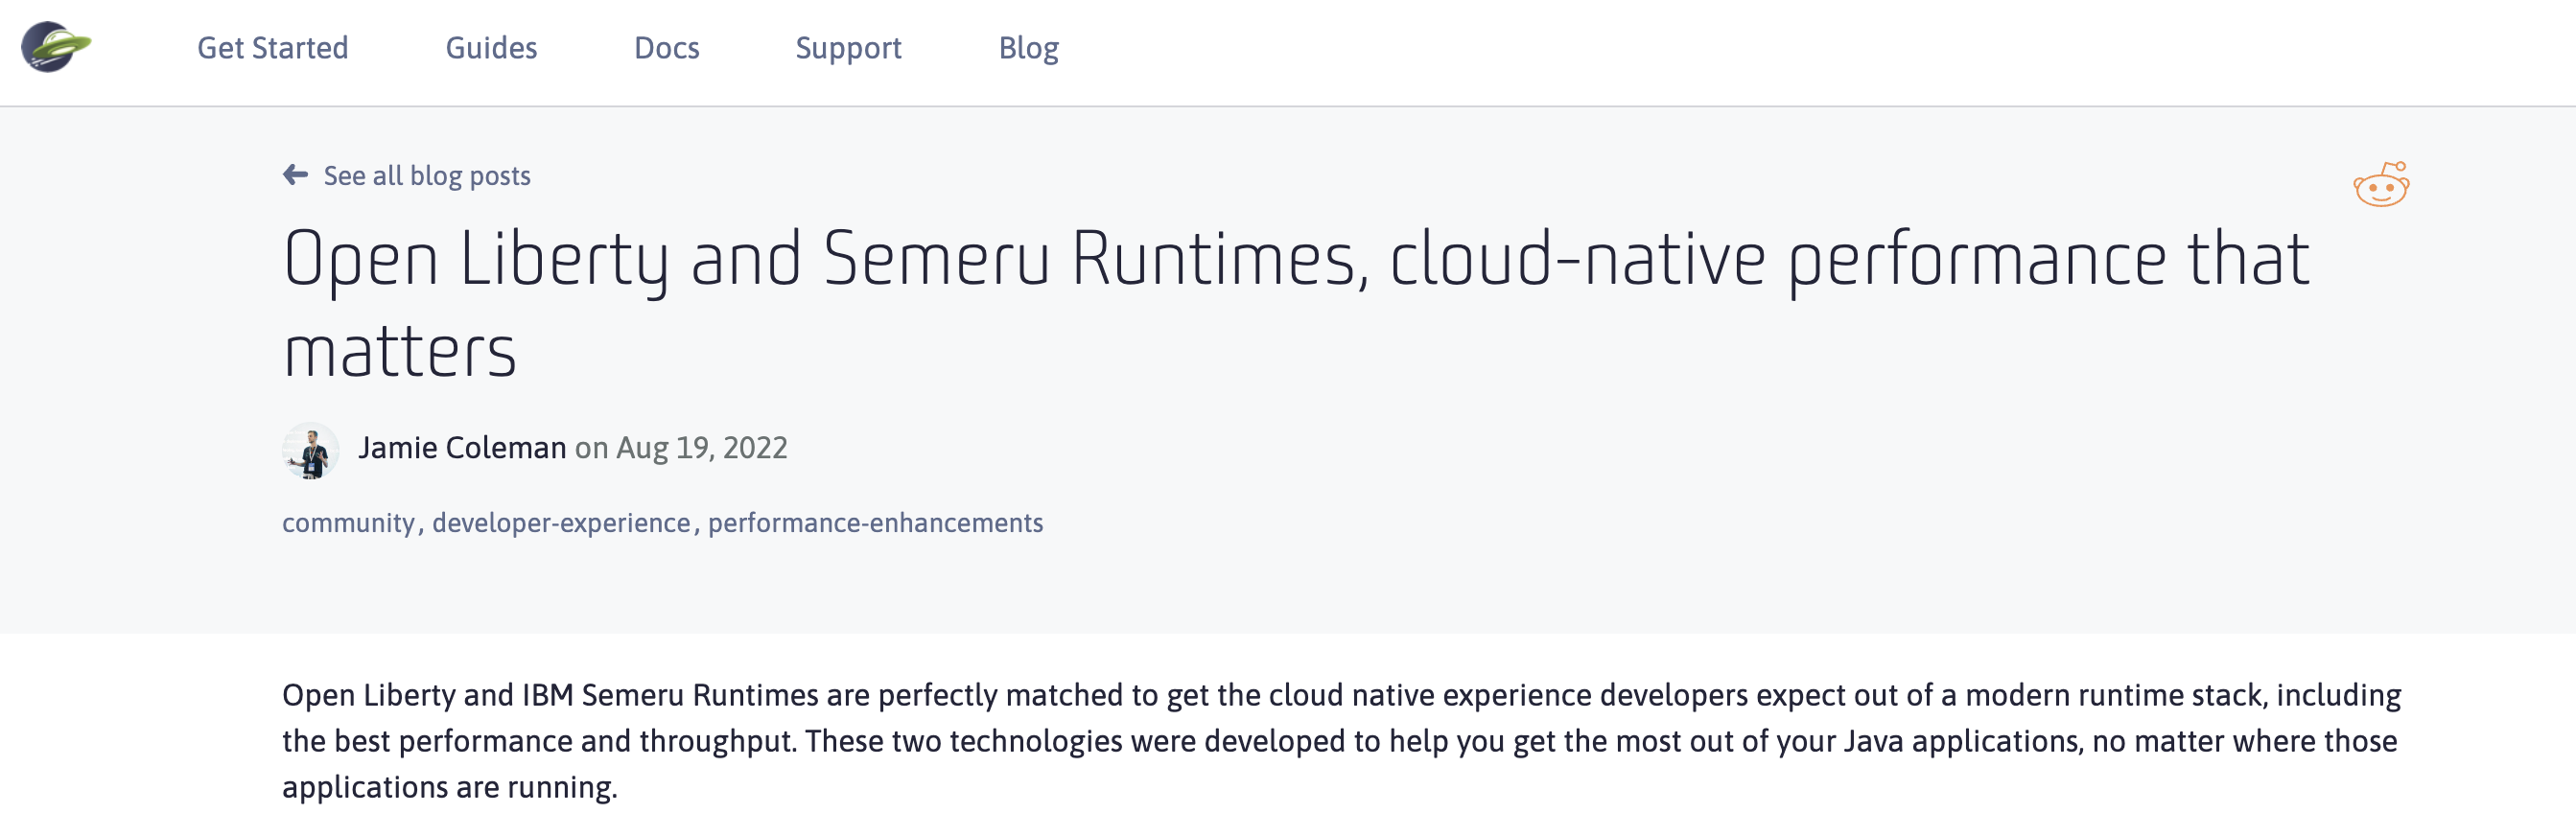 Get Started Guides Docs Support Blog
See all blog posts
Open Liberty and Semeru Runtimes, cloud-native performance that
matters
Jamie Coleman on Aug 19, 2022
community, developer-experience, performance-enhancements
Open Liberty and IBM Semeru Runtimes are perfectly matched to get the cloud native experience developers expect out of a modern runtime stack, including
the best performance and throughput. These two technologies were developed to help you get the most out of your Java applications, no matter where those
applications are running.